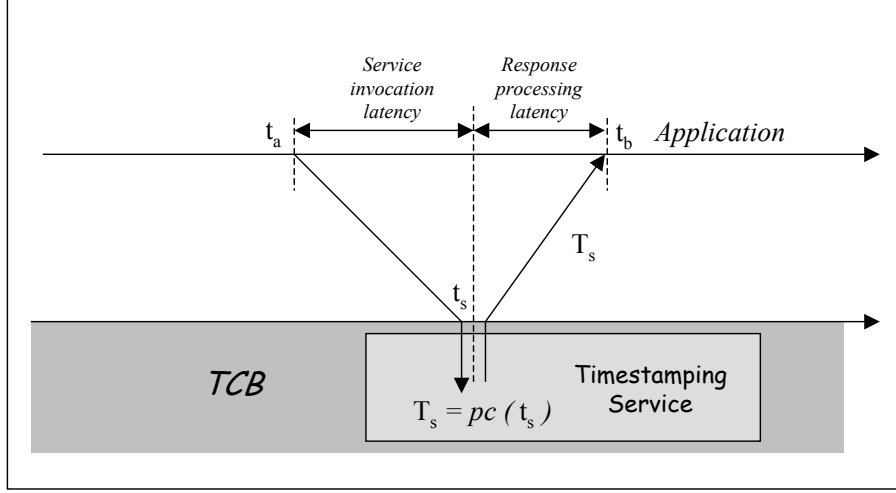 Service
invocation
latency
Response
processing
latency
t_a
t_b
Application
T_s
t_s
TCB
Timestamping
Service
T_s = pc ( t_s )